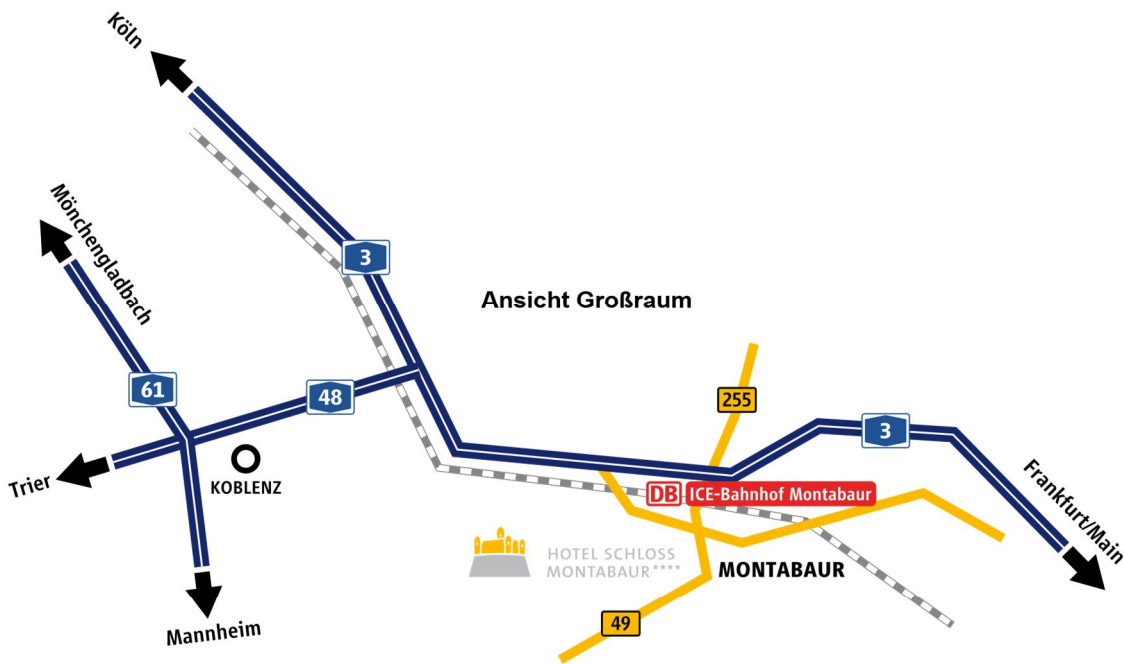 Köln
Mönchengladbach
3
Ansicht Großraum
61
48
255
3
Trier
KOBLENZ
DB ICE-Bahnhof Montabaur
Frankfurt/Main
HOTEL SCHLOSS
MONTABAUR****
MONTABAUR
49
Mannheim